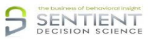 the business of behavioral insight
SENTIENT
DECISION SCIENCE